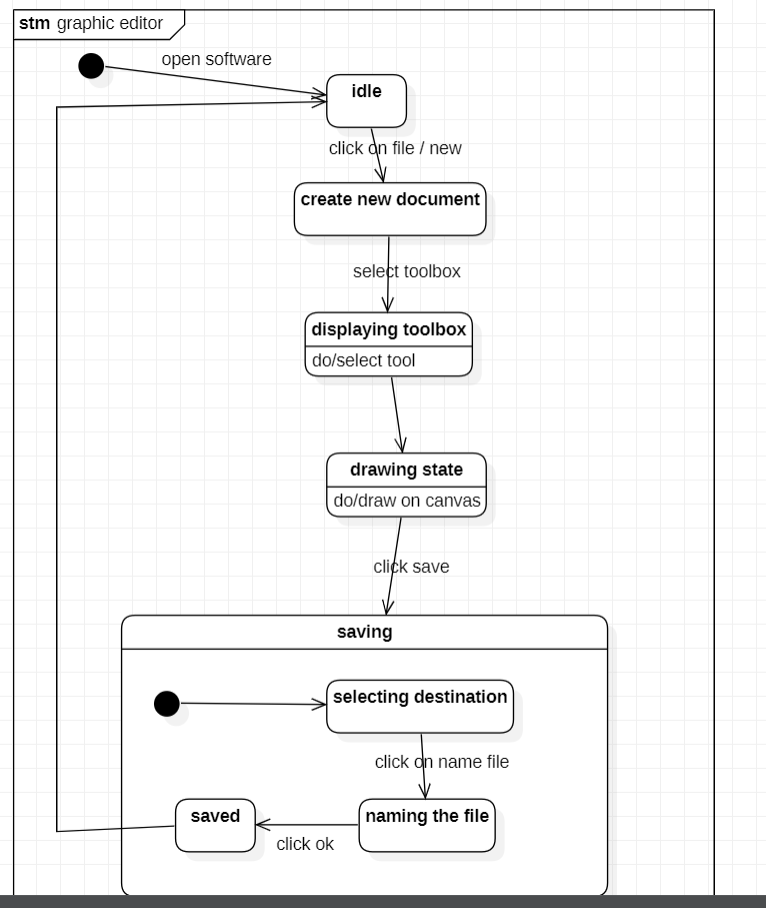 stm graphic editor
open software
idle
click on file / new
create new document
select toolbox
displaying toolbox
do/select tool
drawing state
do/draw on canvas
click save
saving
selecting destination
click on name file
saved
naming the file
click ok